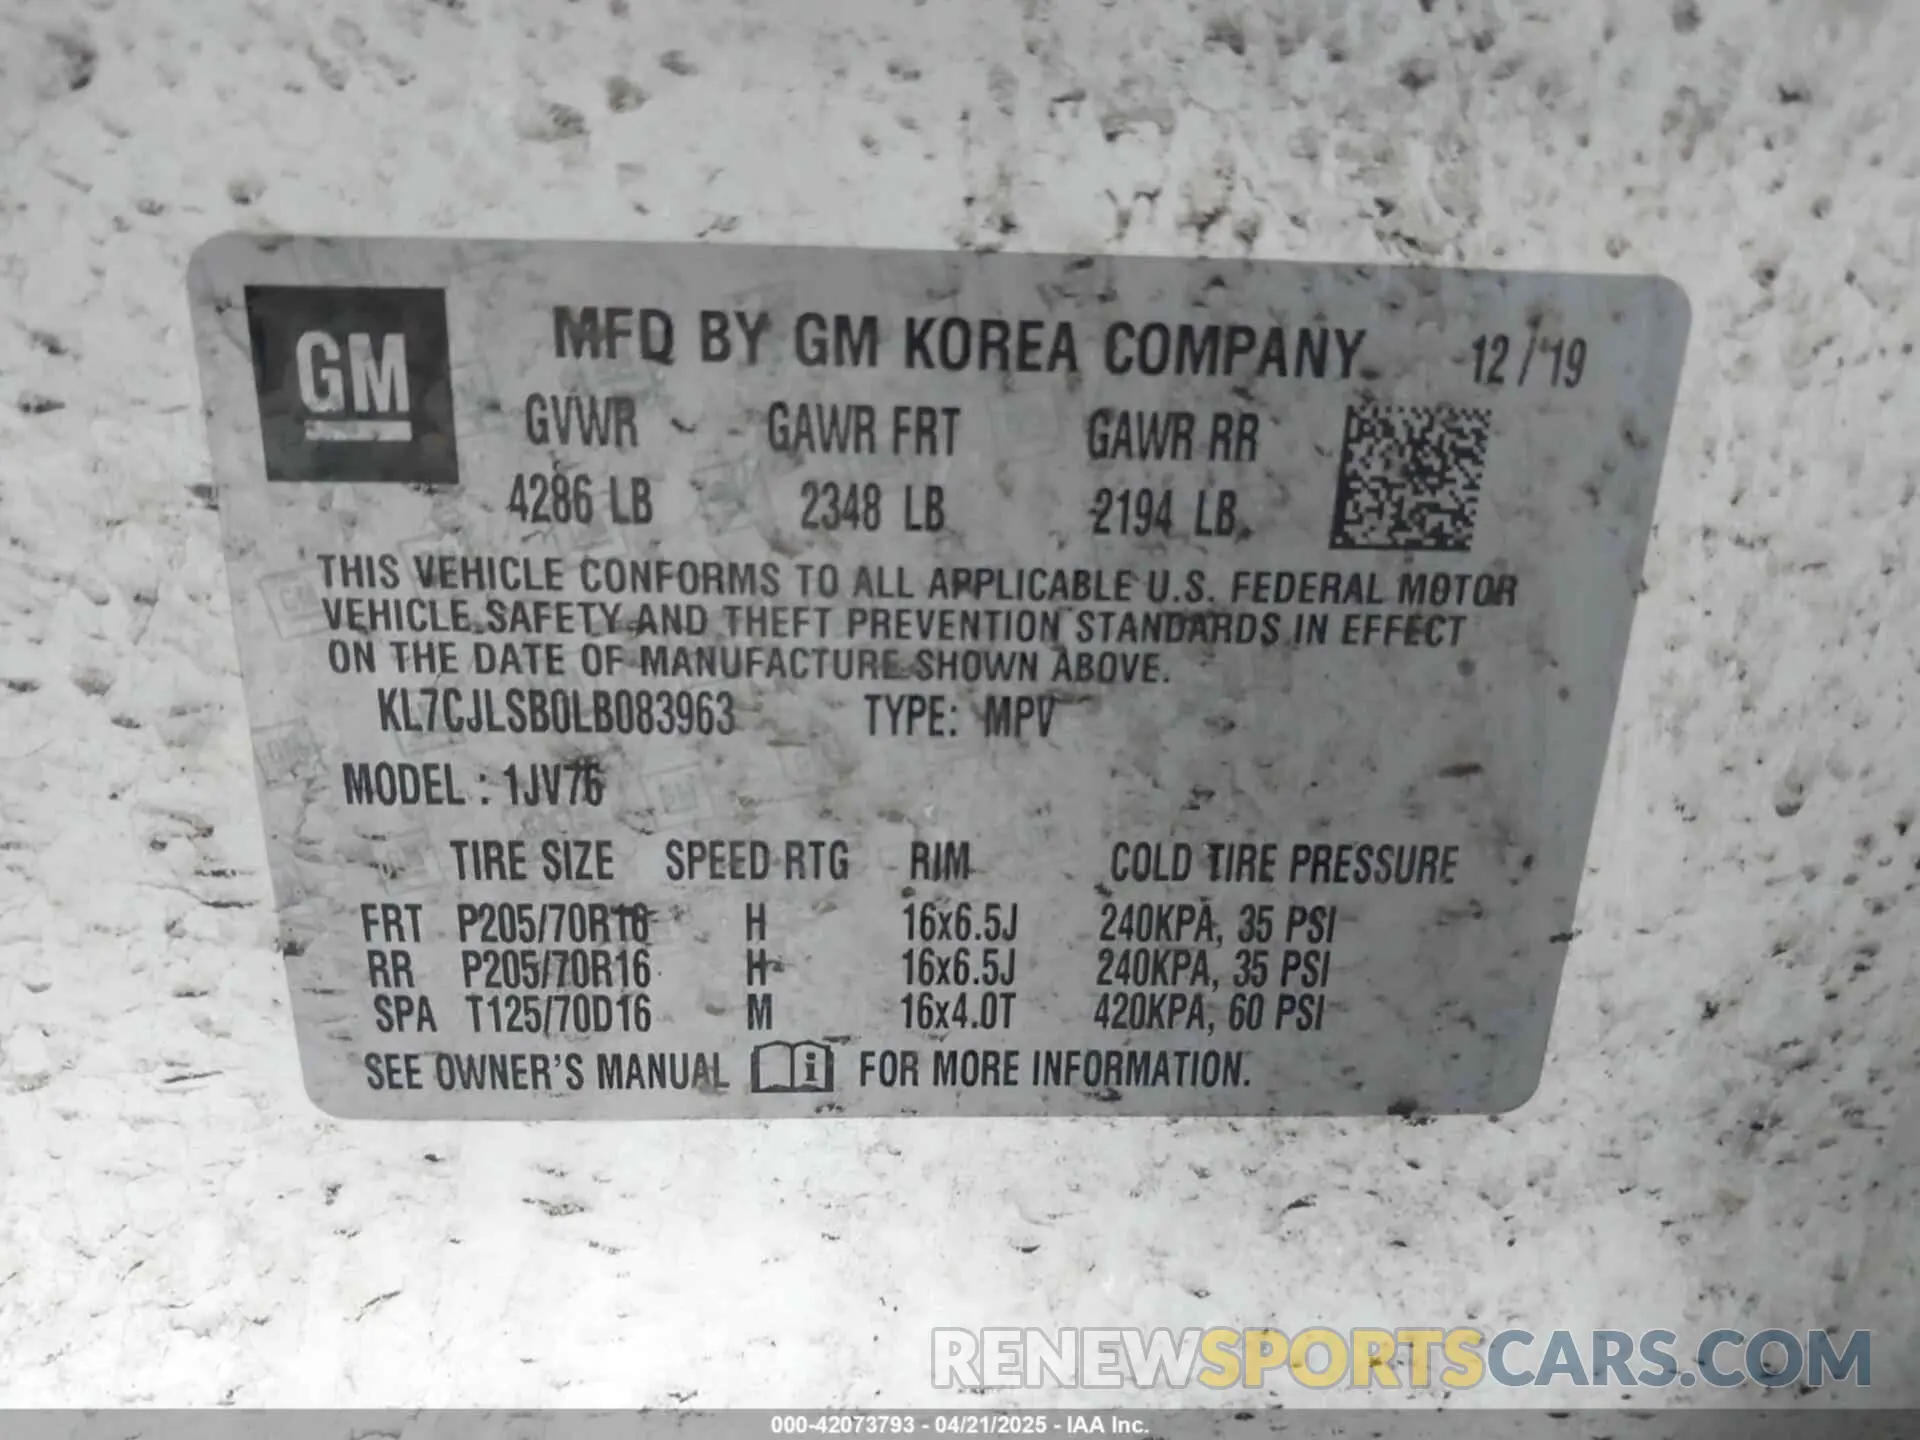 GM
MFD BY GM KOREA COMPANY 12/19
GVWR GAWR FRT GAWR RR
4286 LB 2348 LB 2194 LB
THIS VEHICLE CONFORMS TO ALL APPLICABLE U.S. FEDERAL MOTOR
VEHICLE SAFETY AND THEFT PREVENTION STANDARDS IN EFFECT
ON THE DATE OF MANUFACTURE SHOWN ABOVE.
KL7CJLSB0LB083963 TYPE: MPV
MODEL : 1JV76
TIRE SIZE SPEED RTG RIM COLD TIRE PRESSURE
FRT P205/70R16 H 16x6.5J 240KPA, 35 PSI
RR P205/70R16 H 16x6.5J 240KPA, 35 PSI
SPA T125/70D16 M 16x4.0T 420KPA, 60 PSI
SEE OWNER'S MANUAL i FOR MORE INFORMATION.
RENEWSPORTSCARS.COM
000-42073793 - 04/21/2025 - IAA Inc.